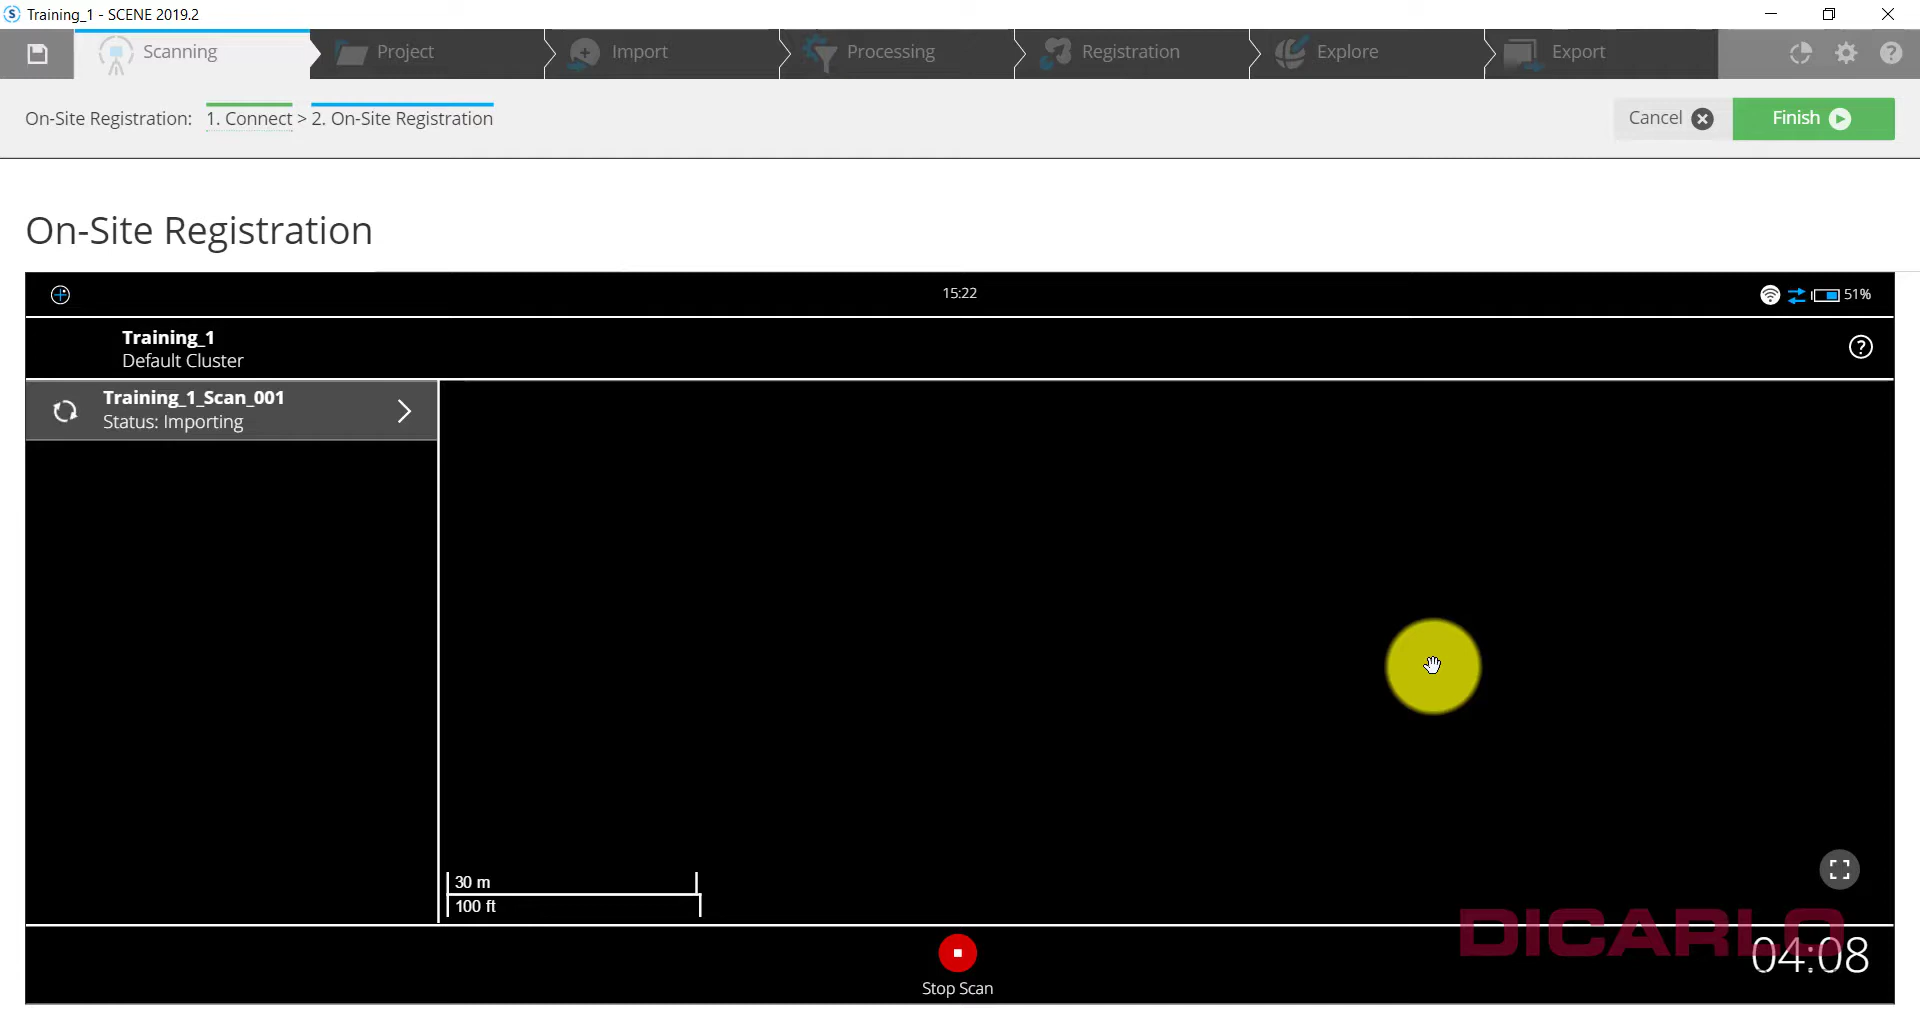 Training_1 - SCENE 2019.2
Scanning Project Import Processing Registration Explore Export
On-Site Registration: 1. Connect > 2. On-Site Registration
Cancel
Finish
On-Site Registration
15:22
51%
Training_1
Default Cluster
Training_1_Scan_001
Status: Importing
30 m
100 ft
DICARLO
04:08
Stop Scan